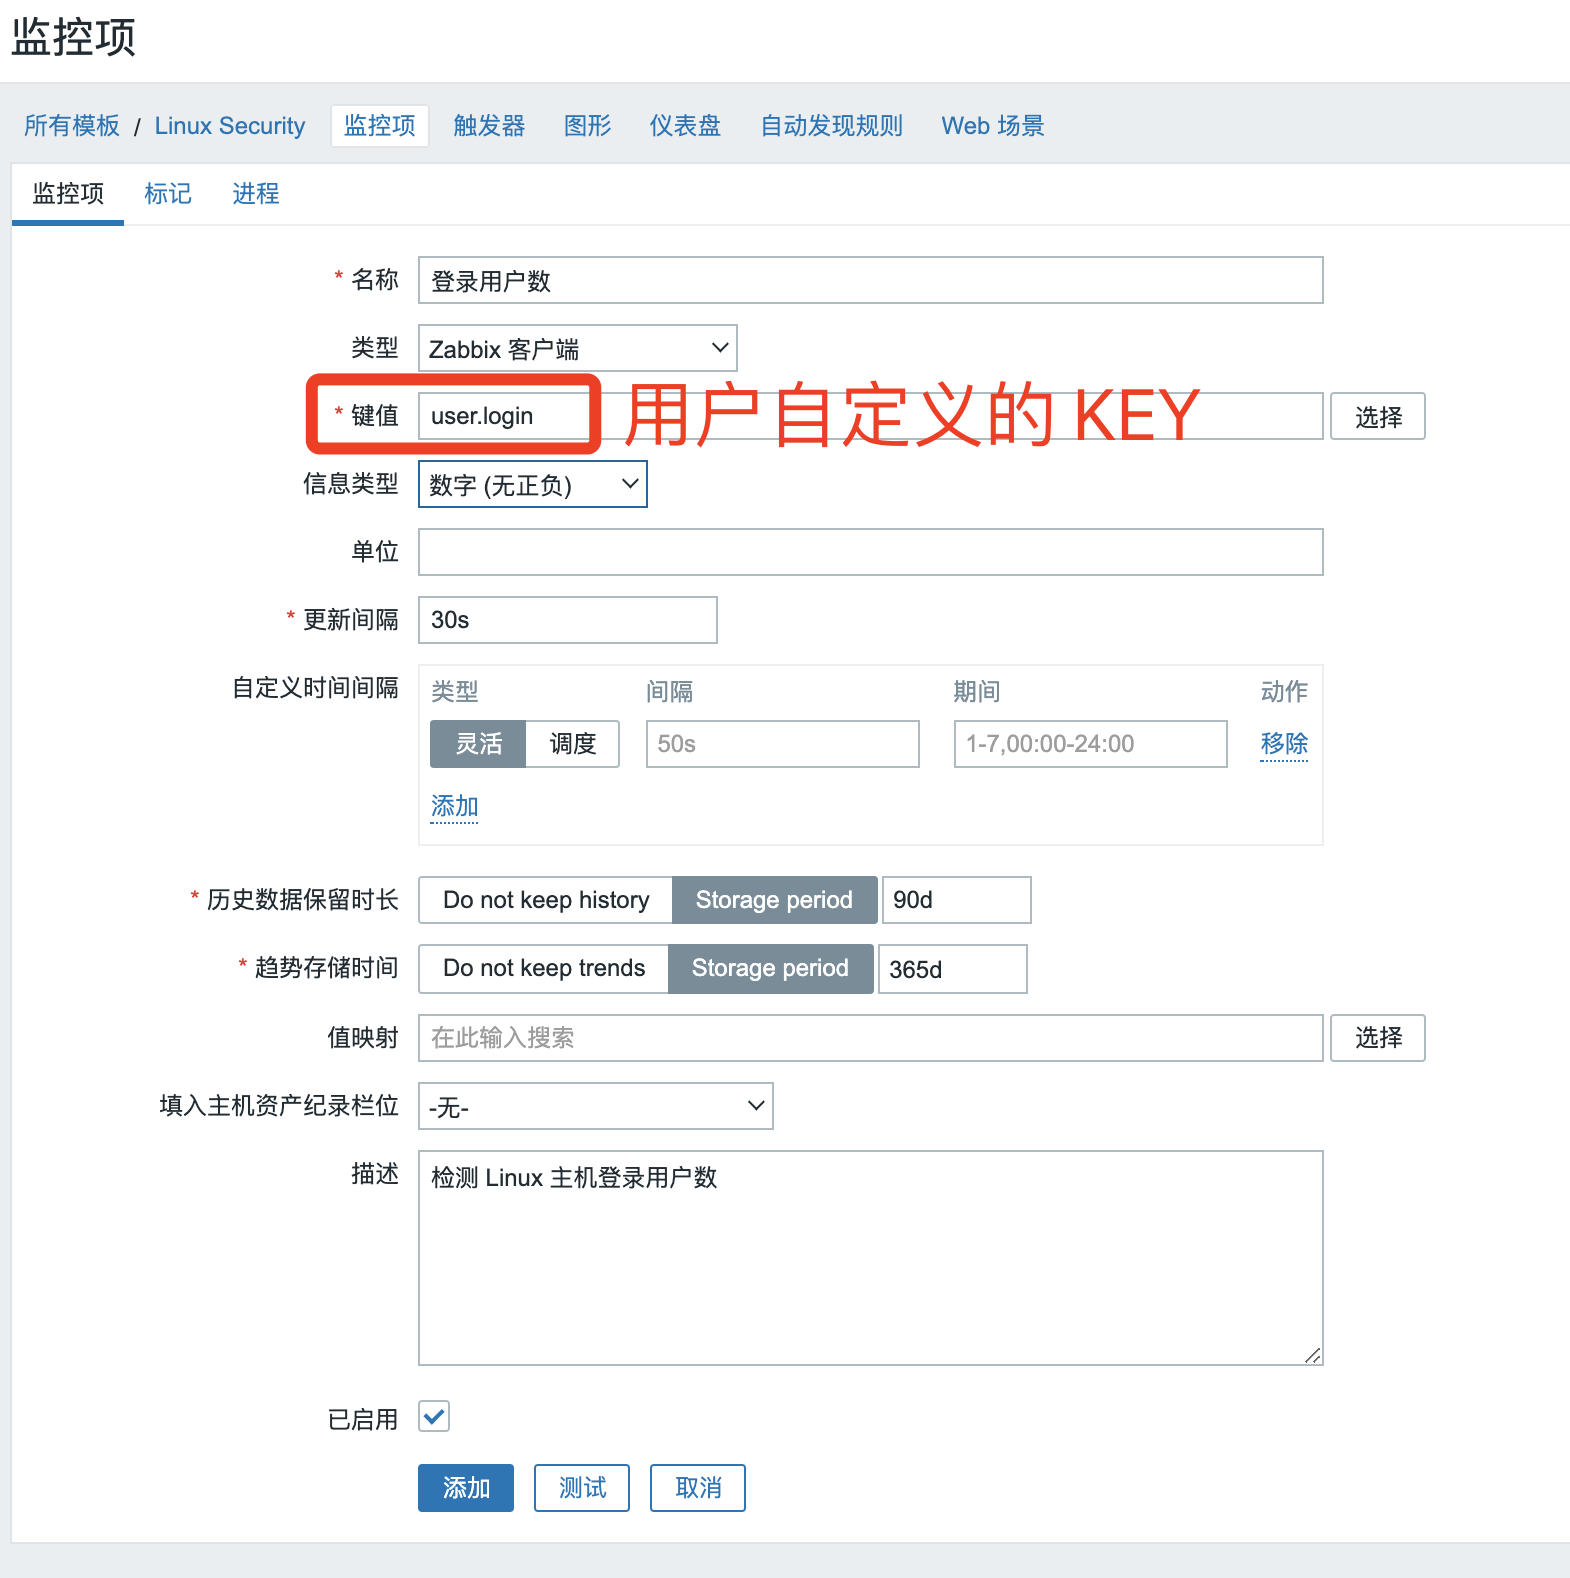 监控项
所有模板 / Linux Security 监控项 触发器 图形 仪表盘 自动发现规则 Web 场景
监控项 标记 进程
* 名称 登录用户数
类型 Zabbix 客户端
* 键值 user.login 用户自定义的 KEY 选择
信息类型 数字 (无正负)
单位
* 更新间隔 30s
自定义时间间隔 类型 间隔 期间 动作
灵活 调度 50s 1-7,00:00-24:00 移除
添加
* 历史数据保留时长 Do not keep history Storage period 90d
* 趋势存储时间 Do not keep trends Storage period 365d
值映射 在此输入搜索 选择
填入主机资产纪录栏位 -无-
描述 检测 Linux 主机登录用户数
已启用
添加 测试 取消